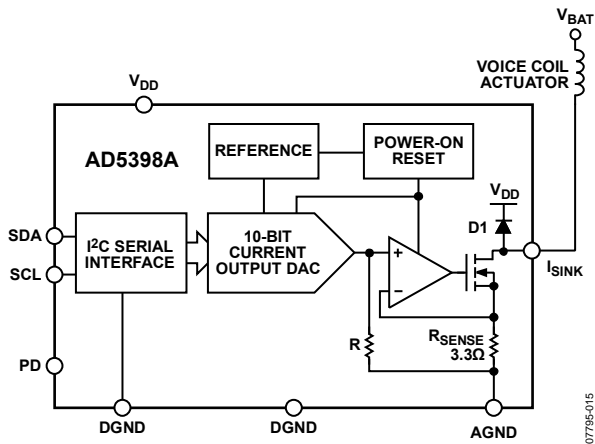 V_BAT
VOICE COIL
ACTUATOR
V_DD
AD5398A
REFERENCE
POWER-ON
RESET
V_DD
D1
SDA
I²C SERIAL
INTERFACE
10-BIT
CURRENT
OUTPUT DAC
+
−
I_SINK
SCL
R
R_SENSE
3.3Ω
PD
DGND
DGND
AGND
07795-015